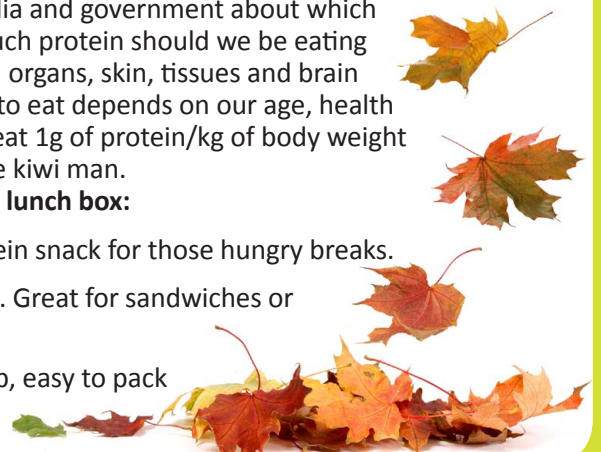 dia and government about which
uch protein should we be eating
organs, skin, tissues and brain
to eat depends on our age, health
eat 1g of protein/kg of body weight
e kiwi man.
lunch box:
ein snack for those hungry breaks.
. Great for sandwiches or
, easy to pack